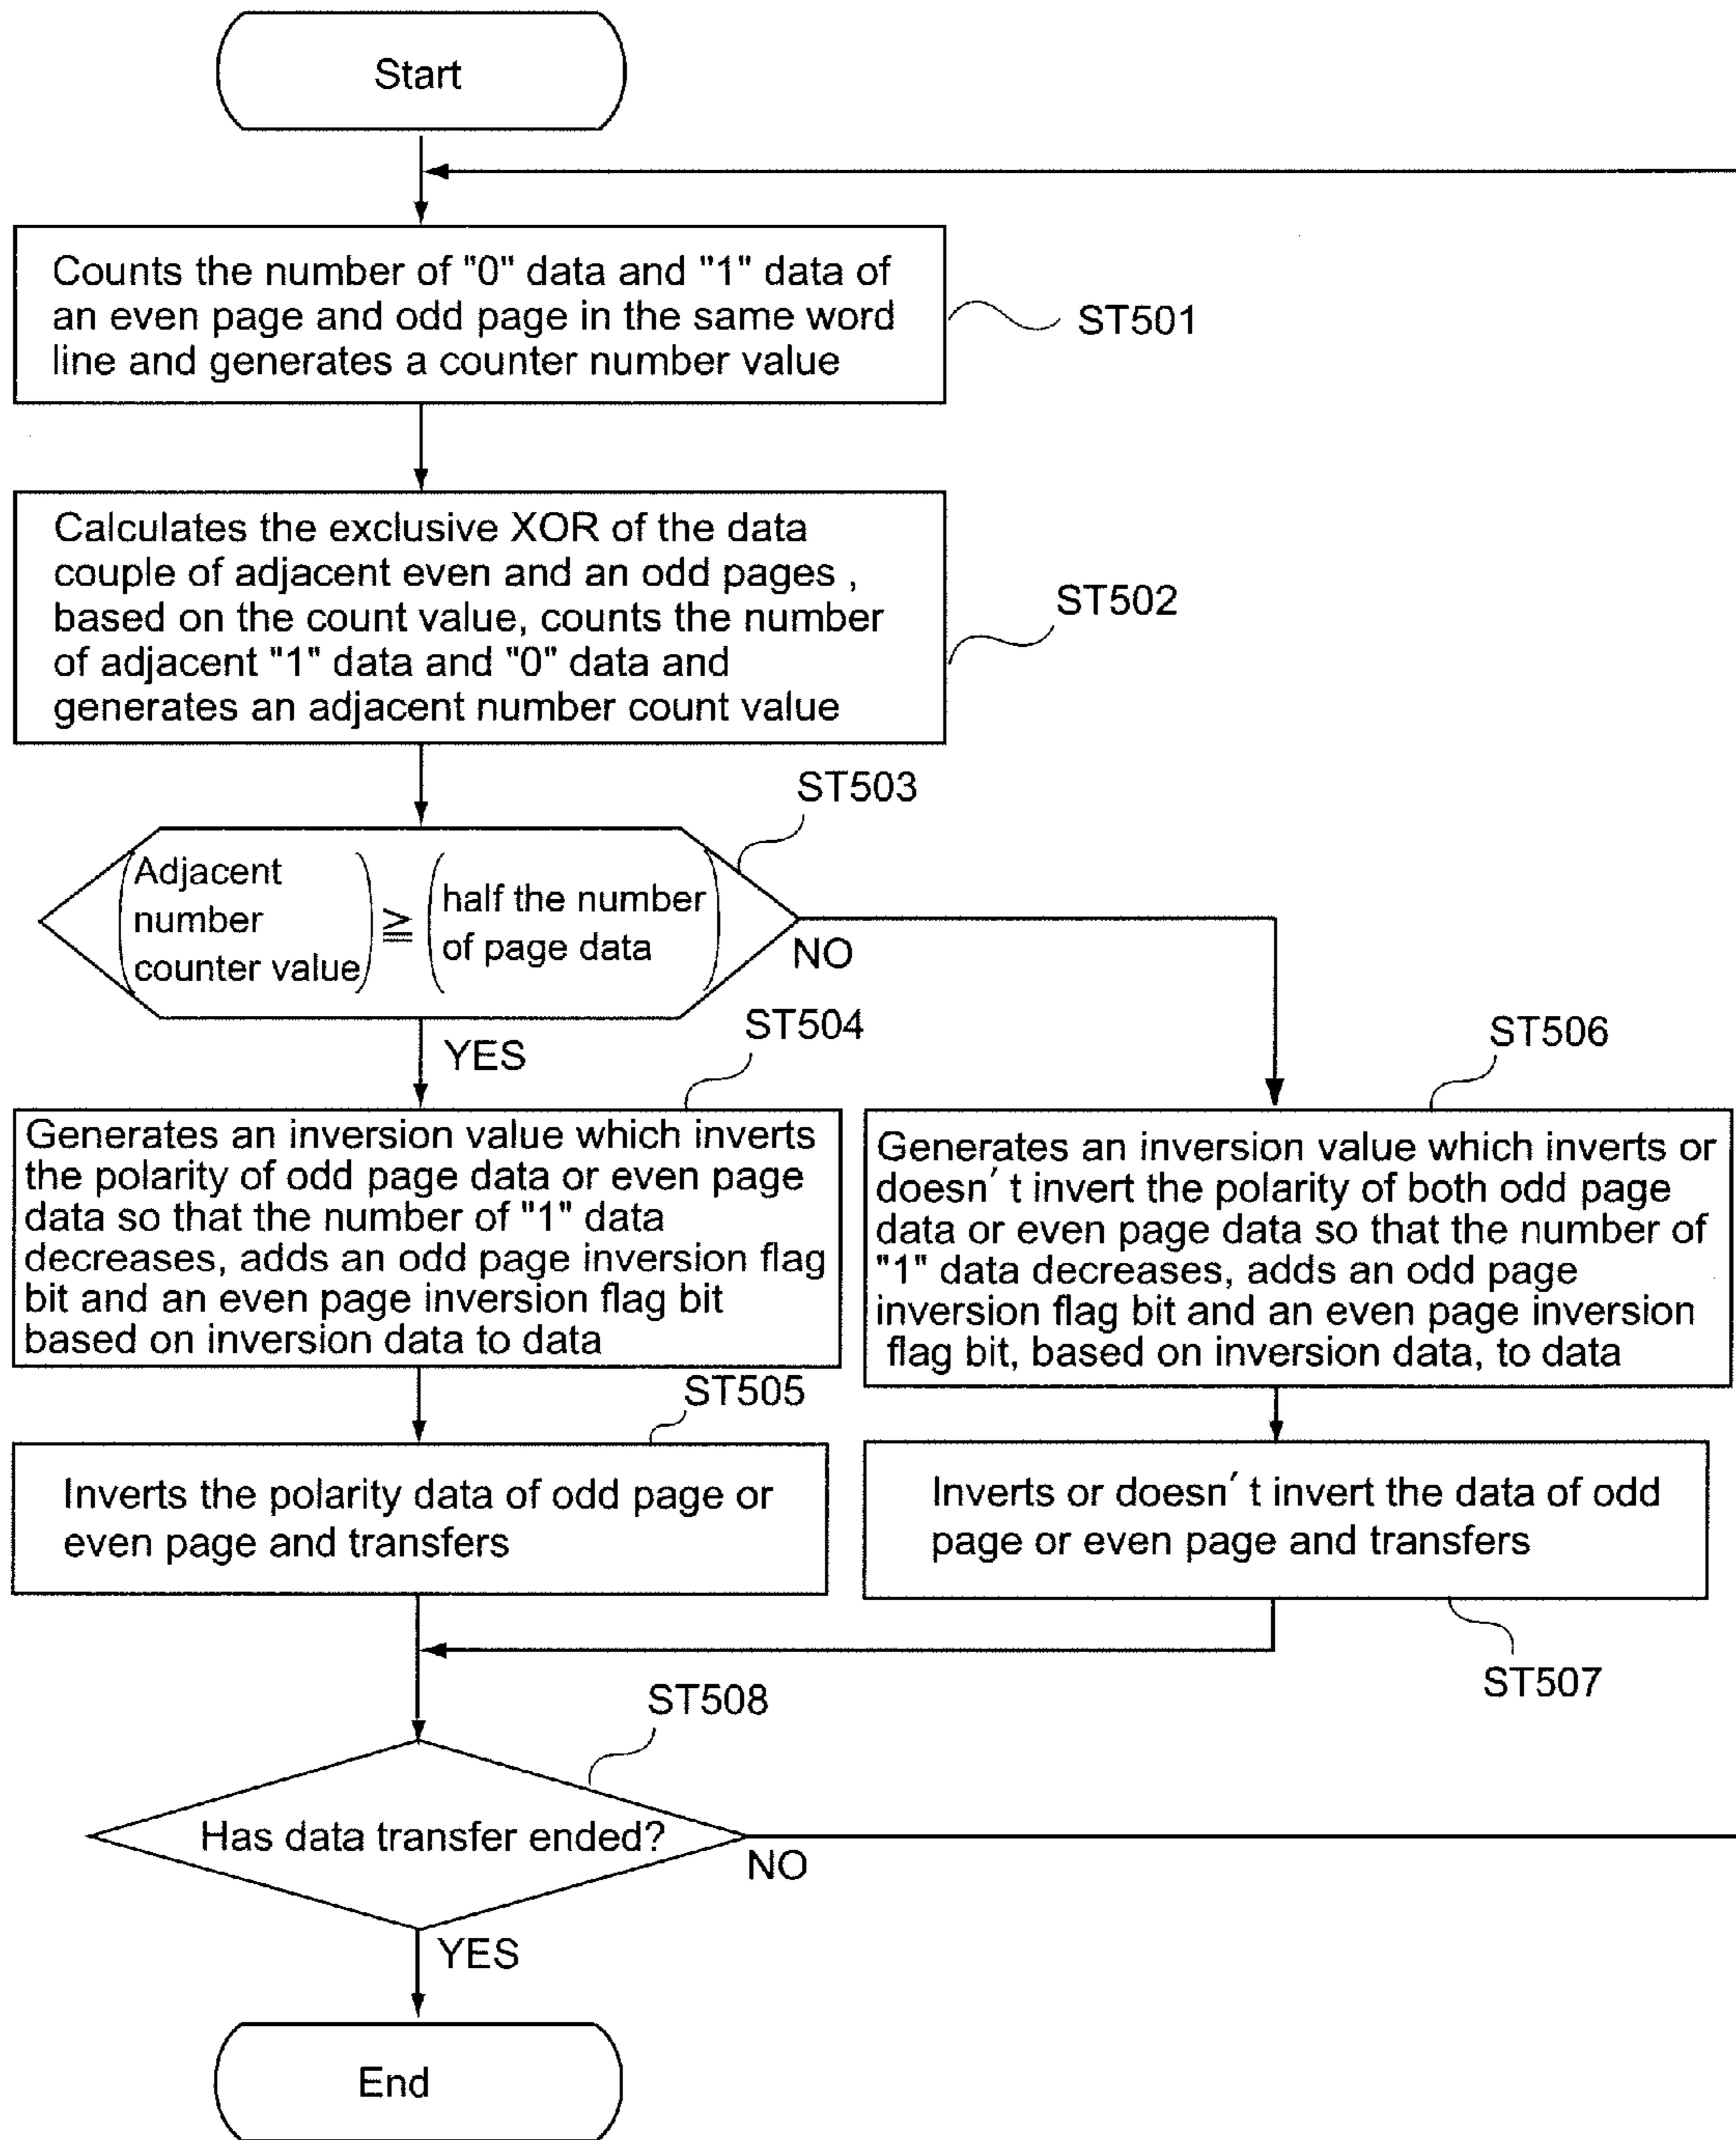 Start
Counts the number of "0" data and "1" data of
an even page and odd page in the same word
line and generates a counter number value
ST501
Calculates the exclusive XOR of the data
couple of adjacent even and an odd pages ,
based on the count value, counts the number
of adjacent "1" data and "0" data and
generates an adjacent number count value
ST502
ST503
Adjacent
number
counter value
≧
half the number
of page data
NO
YES
ST504
Generates an inversion value which inverts
the polarity of odd page data or even page
data so that the number of "1" data
decreases, adds an odd page inversion flag
bit and an even page inversion flag bit
based on inversion data to data
ST506
Generates an inversion value which inverts or
doesn′t invert the polarity of both odd page
data or even page data so that the number of
"1" data decreases, adds an odd page
inversion flag bit and an even page inversion
flag bit, based on inversion data, to data
ST505
Inverts the polarity data of odd page or
even page and transfers
Inverts or doesn′t invert the data of odd
page or even page and transfers
ST507
ST508
Has data transfer ended?
NO
YES
End